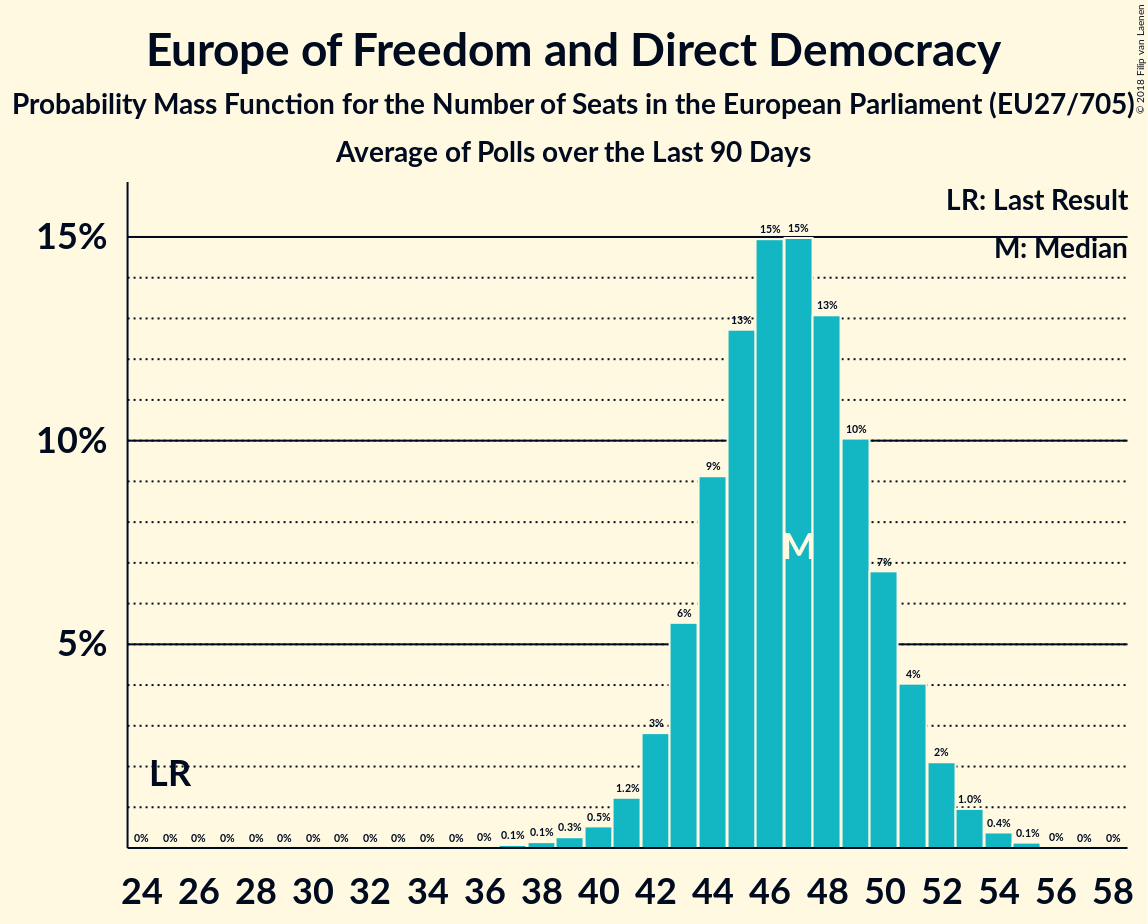 Europe of Freedom and Direct Democracy
Probability Mass Function for the Number of Seats in the European Parliament (EU27/705)
Average of Polls over the Last 90 Days
© 2018 Filip van Laenen
LR: Last Result
M: Median
15%
10%
5%
0% 0% 0% 0% 0% 0% 0% 0% 0% 0% 0% 0% 0% 0.1% 0.1% 0.3% 0.5% 1.2% 3% 6% 9% 13% 15% 15% 13% 10% 7% 4% 2% 1.0% 0.4% 0.1% 0% 0% 0%
M
LR
24 26 28 30 32 34 36 38 40 42 44 46 48 50 52 54 56 58